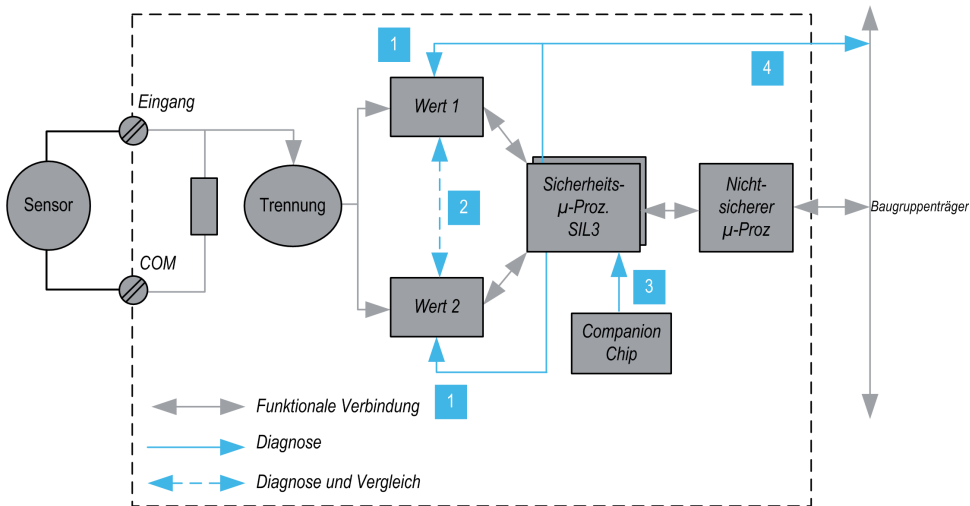 1
4
Eingang
Wert 1
Sensor
Trennung
2
Sicherheits-
µ-Proz.
SIL3
Nicht-
sicherer
µ-Proz
Baugruppenträger
COM
Wert 2
3
Companion
Chip
1
Funktionale Verbindung
Diagnose
Diagnose und Vergleich